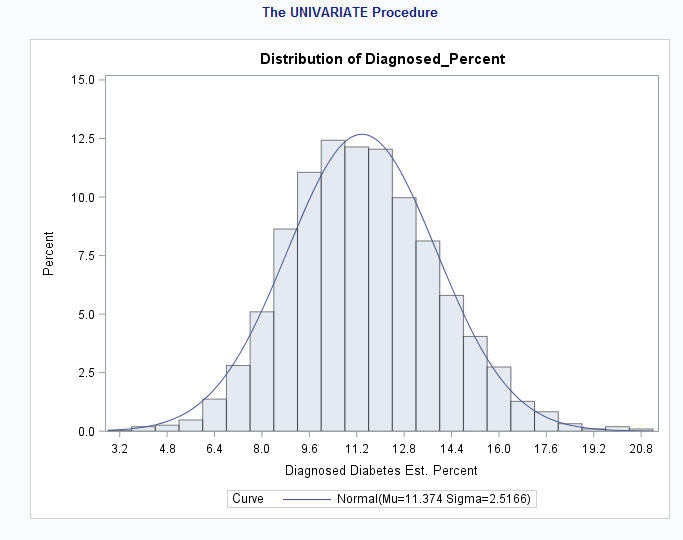 The UNIVARIATE Procedure
Distribution of Diagnosed_Percent
15.0
12.5
10.0
7.5
5.0
2.5
0.0
Percent
3.2 4.8 6.4 8.0 9.6 11.2 12.8 14.4 16.0 17.6 19.2 20.8
Diagnosed Diabetes Est. Percent
Curve Normal(Mu=11.374 Sigma=2.5166)